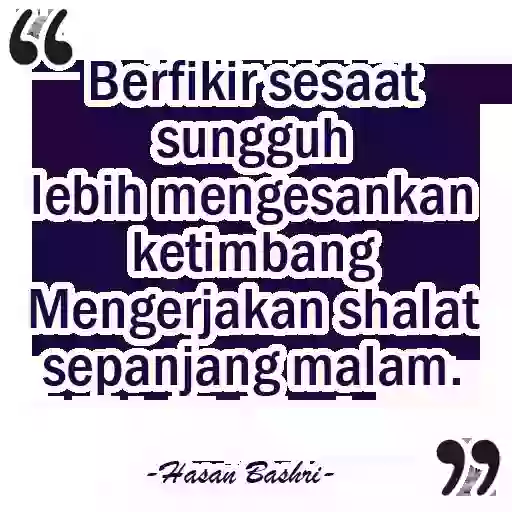 Berfikir sesaat
sungguh
lebih mengesankan
ketimbang
Mengerjakan shalat
sepanjang malam.
-Hasan Bashri-